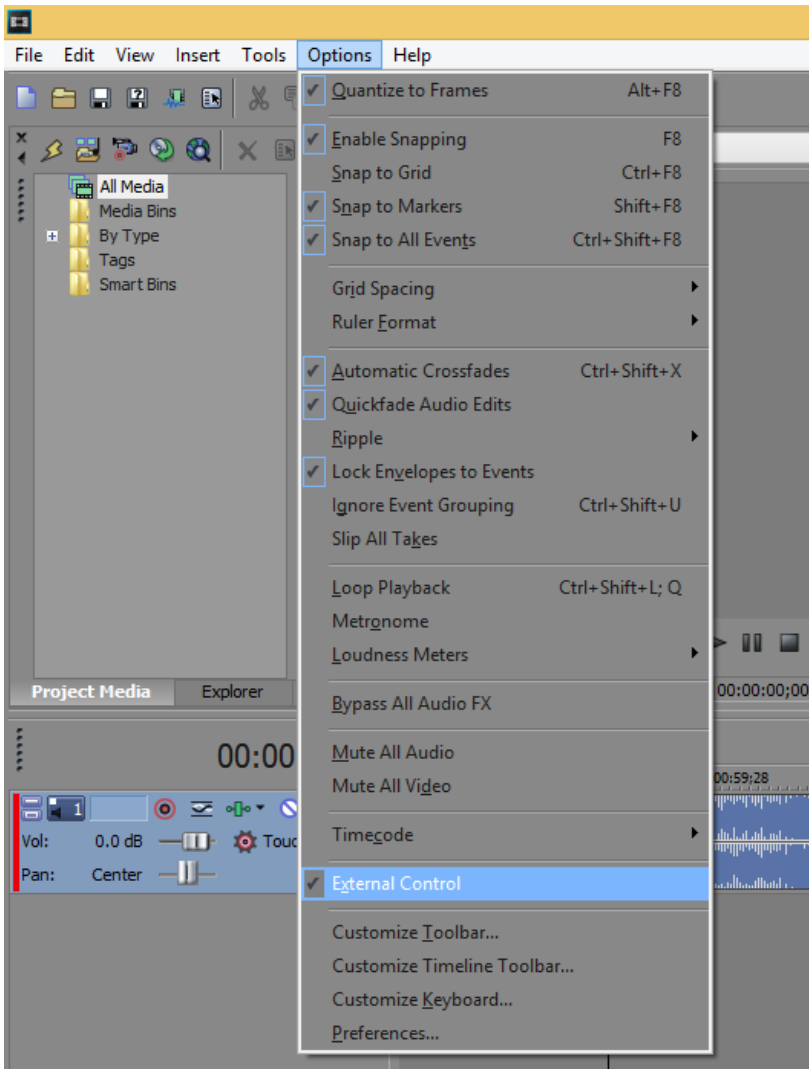 File Edit View Insert Tools Options Help
Quantize to Frames Alt+F8
Enable Snapping F8
Snap to Grid Ctrl+F8
Snap to Markers Shift+F8
Snap to All Events Ctrl+Shift+F8
Grid Spacing
Ruler Format
Automatic Crossfades Ctrl+Shift+X
Quickfade Audio Edits
Ripple
Lock Envelopes to Events
Ignore Event Grouping Ctrl+Shift+U
Slip All Takes
Loop Playback Ctrl+Shift+L; Q
Metronome
Loudness Meters
Bypass All Audio FX
Mute All Audio
Mute All Video
Timecode
External Control
Customize Toolbar...
Customize Timeline Toolbar...
Customize Keyboard...
Preferences...
All Media
Media Bins
By Type
Tags
Smart Bins
Project Media Explorer
00:00:00;00
00:00
00:59;28
1
Vol: 0.0 dB Touc
Pan: Center